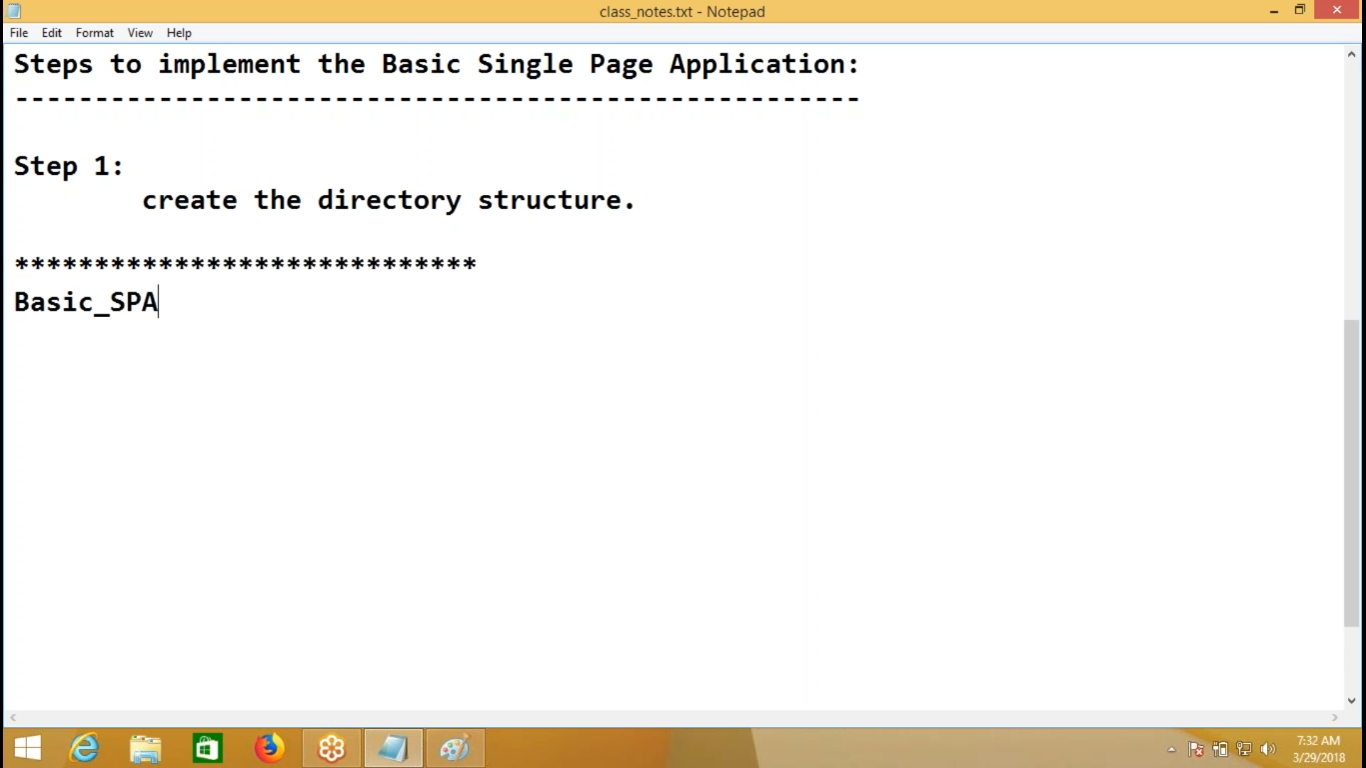 class_notes.txt - Notepad
File Edit Format View Help
Steps to implement the Basic Single Page Application:
-----------------------------------------------------
Step 1:
create the directory structure.
*****************************
Basic_SPA
7:32 AM
3/29/2018